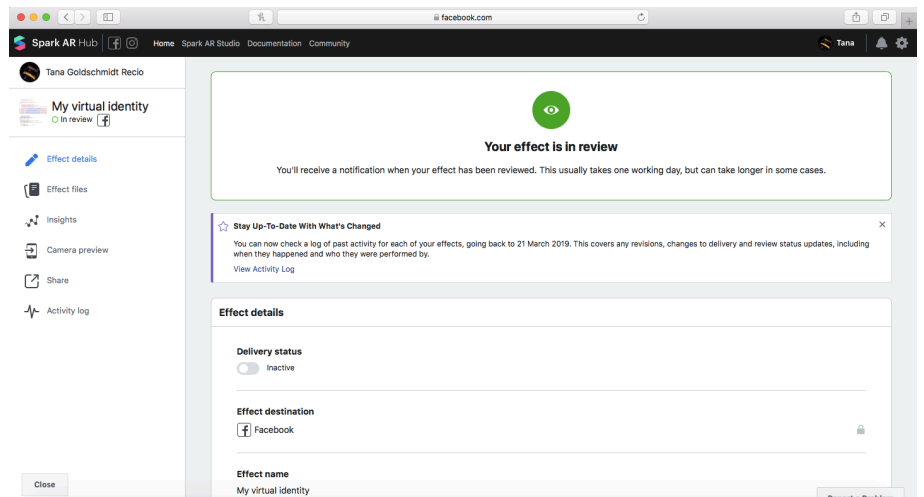 facebook.com
Spark AR Hub Home Spark AR Studio Documentation Community Tana
Tana Goldschmidt Recio
My virtual identity
In review
Effect details
Effect files
Insights
Camera preview
Share
Activity log
Close
Your effect is in review
You'll receive a notification when your effect has been reviewed. This usually takes one working day, but can take longer in some cases.
Stay Up-To-Date With What's Changed
You can now check a log of past activity for each of your effects, going back to 21 March 2019. This covers any revisions, changes to delivery and review status updates, including
when they happened and who they were performed by.
View Activity Log
Effect details
Delivery status
Inactive
Effect destination
Facebook
Effect name
My virtual identity
Report a Problem